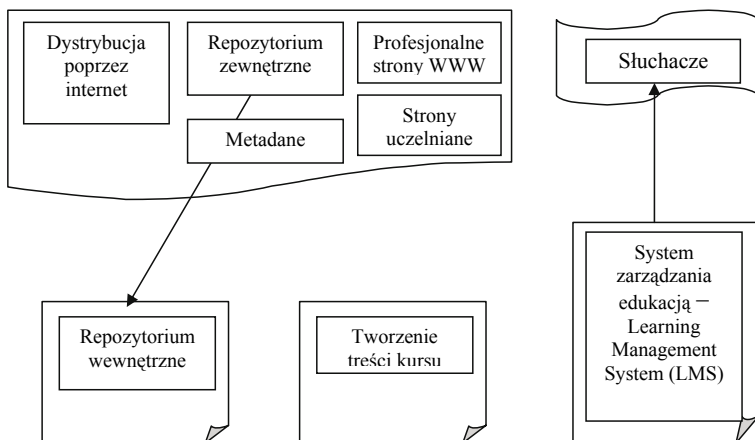 Dystrybucja
poprzez
internet
Repozytorium
zewnętrzne
Metadane
Profesjonalne
strony WWW
Strony
uczelniane
Słuchacze
Repozytorium
wewnętrzne
Tworzenie
treści kursu
System
zarządzania
edukacją –
Learning
Management
System (LMS)